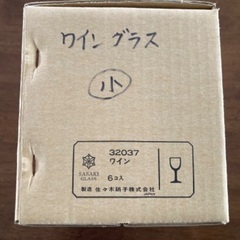 ワイン グラス
小
32037
ワイン
SASAKI
GLASS
6コ入
製造 佐々木硝子株式会社
JAPAN